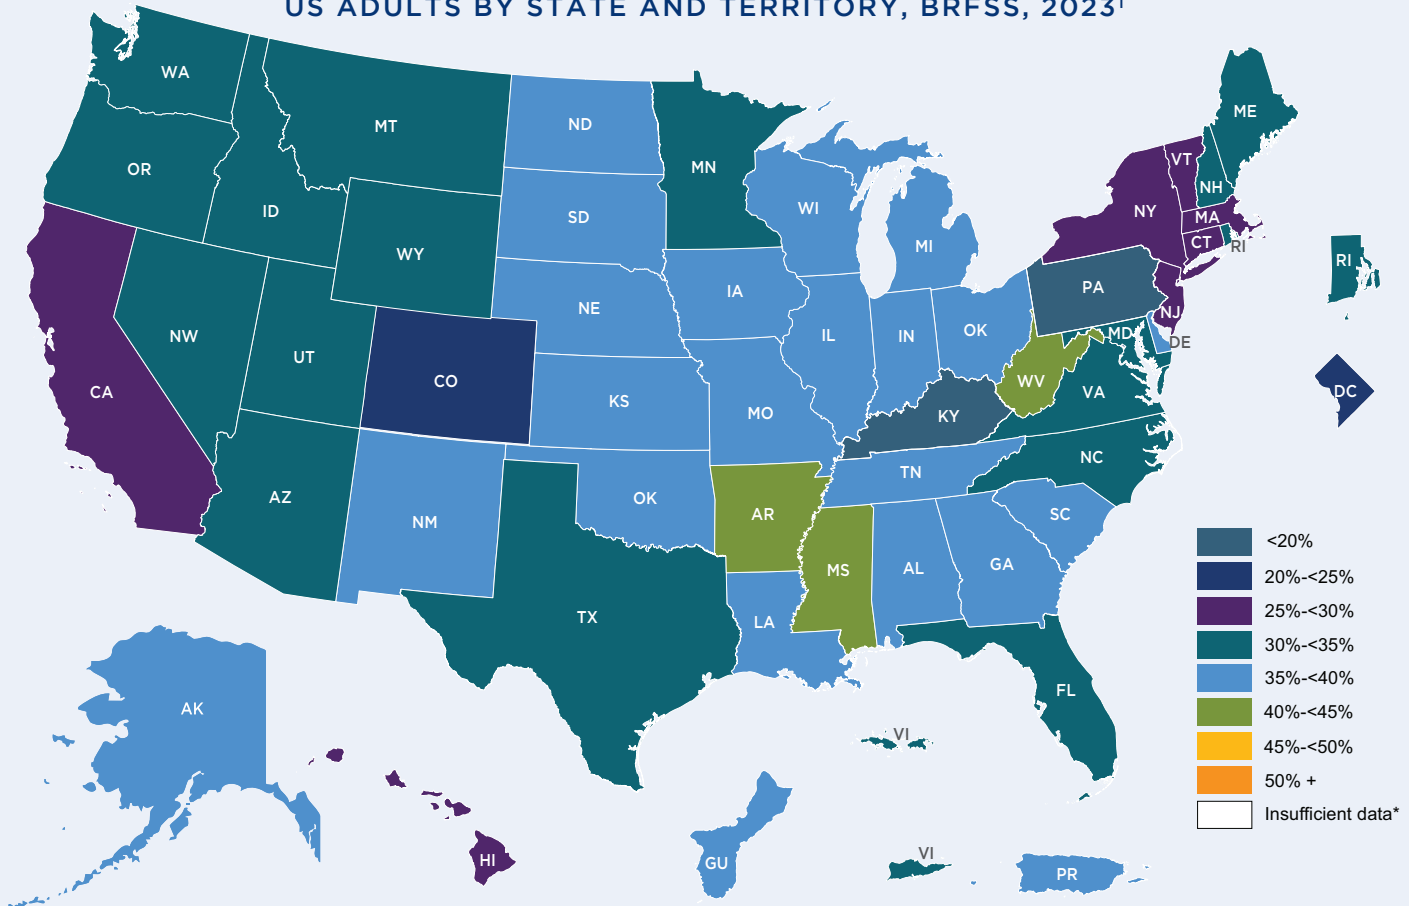 US ADULTS BY STATE AND TERRITORY, BRFSS, 2023†
WA
MT
ND
MN
ME
OR
ID
SD
WI
MI
VT
NH
NY
MA
CT
RI
WY
NE
IA
PA
NJ
RI
NW
UT
CO
IL
IN
OK
MD
DE
CA
KS
MO
KY
WV
VA
DC
AZ
NM
OK
AR
TN
NC
SC
TX
LA
MS
AL
GA
FL
AK
HI
GU
VI
VI
PR
<20%
20%-<25%
25%-<30%
30%-<35%
35%-<40%
40%-<45%
45%-<50%
50% +
Insufficient data*